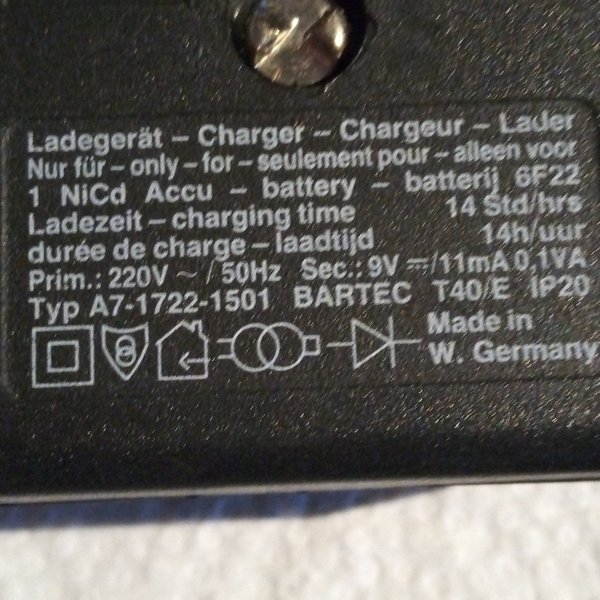 Ladegerät – Charger – Chargeur – Lader
Nur für – only – for – seulement pour – alleen voor
1 NiCd Accu – battery – batterij 6F22
Ladezeit – charging time 14 Std/hrs
durée de charge – laadtijd 14h/uur
Prim.: 220V ~ / 50Hz Sec.: 9V ⎓/11mA 0,1VA
Typ A7-1722-1501 BARTEC T40/E IP20
Made in
W. Germany